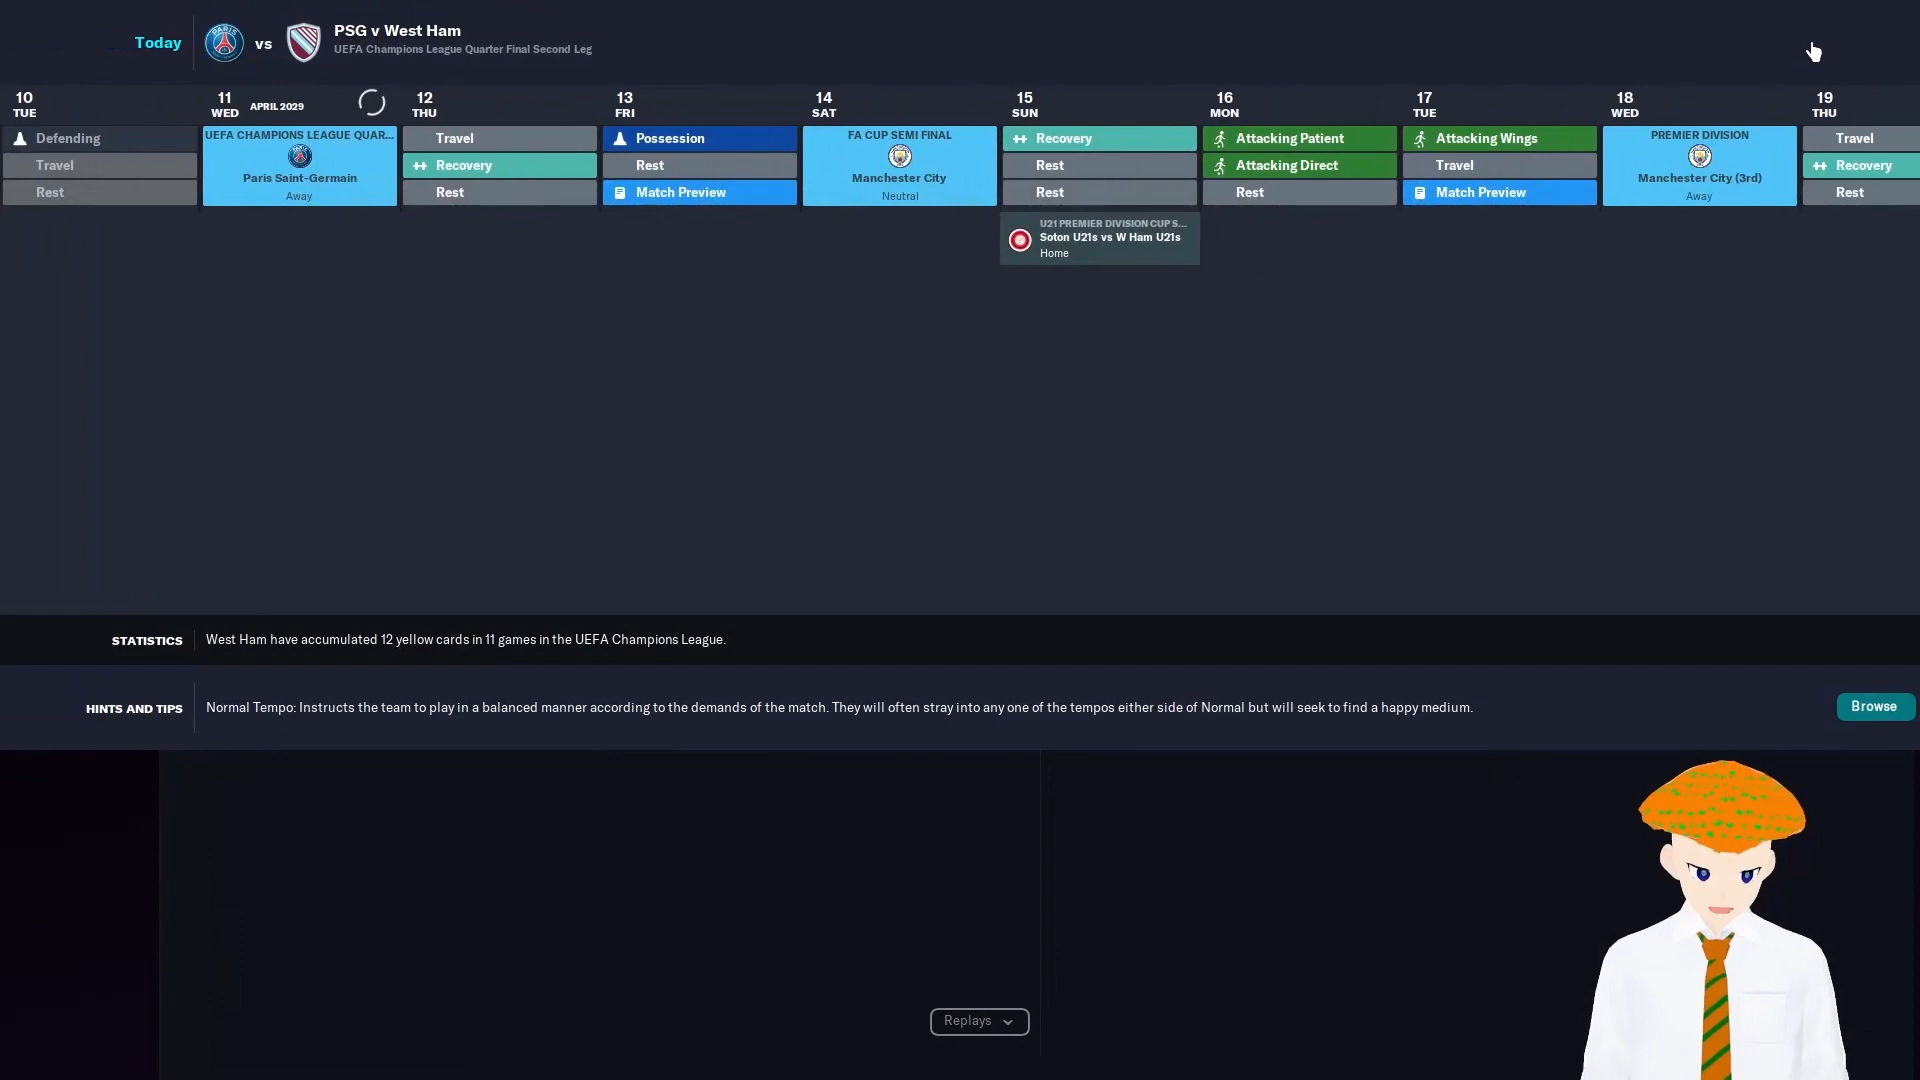 Today
vs
PSG v West Ham
UEFA Champions League Quarter Final Second Leg
10
TUE
11
WED
APRIL 2029
12
THU
13
FRI
14
SAT
15
SUN
16
MON
17
TUE
18
WED
19
THU
Defending
Travel
Rest
UEFA CHAMPIONS LEAGUE QUAR...
Paris Saint-Germain
Away
Travel
Recovery
Rest
Possession
Rest
Match Preview
FA CUP SEMI FINAL
Manchester City
Neutral
Recovery
Rest
Rest
U21 PREMIER DIVISION CUP S...
Soton U21s vs W Ham U21s
Home
Attacking Patient
Attacking Direct
Rest
Attacking Wings
Travel
Match Preview
PREMIER DIVISION
Manchester City (3rd)
Away
Travel
Recovery
Rest
STATISTICS
West Ham have accumulated 12 yellow cards in 11 games in the UEFA Champions League.
HINTS AND TIPS
Normal Tempo: Instructs the team to play in a balanced manner according to the demands of the match. They will often stray into any one of the tempos either side of Normal but will seek to find a happy medium.
Browse
Replays